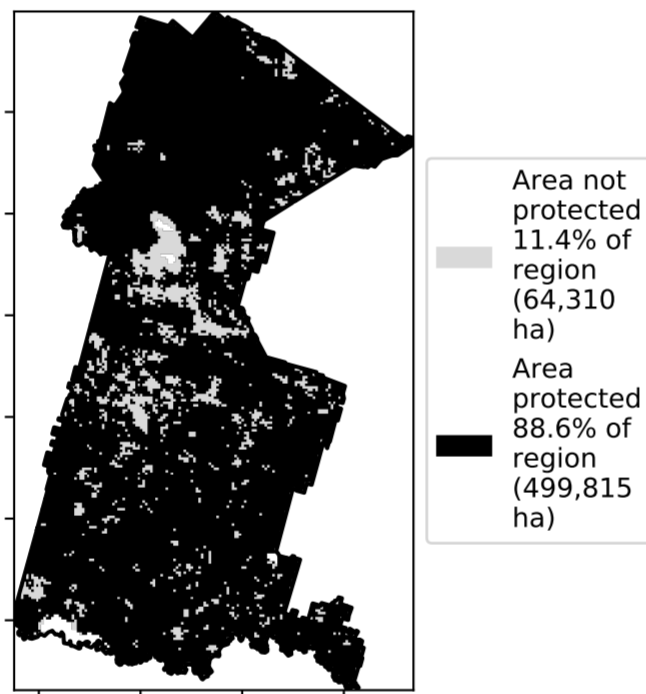 Area not
protected
11.4% of
region
(64,310
ha)
Area
protected
88.6% of
region
(499,815
ha)